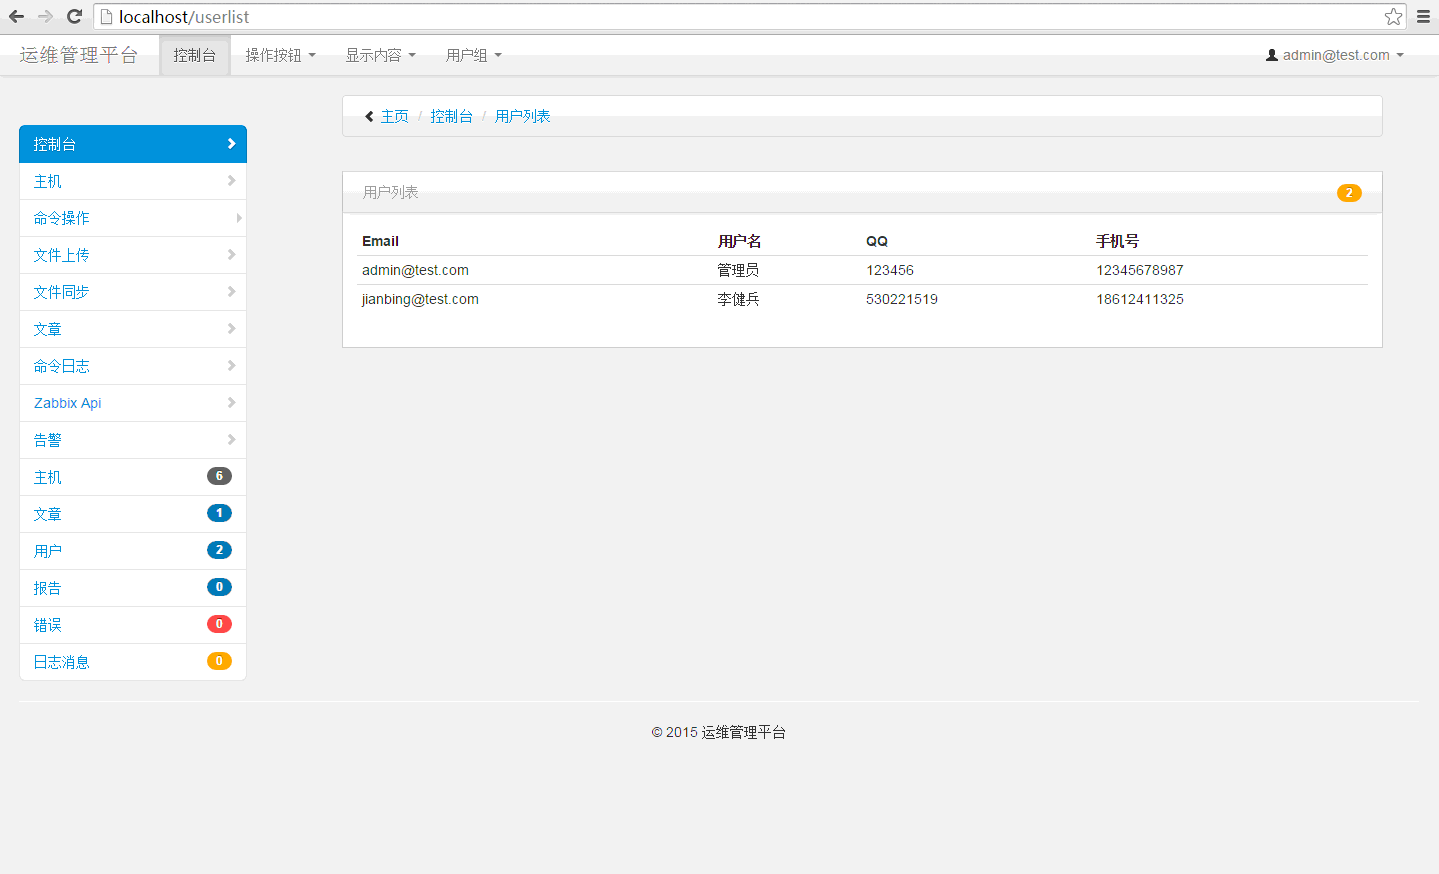 localhost/userlist
运维管理平台 控制台 操作按钮 显示内容 用户组 admin@test.com
主页 / 控制台 / 用户列表
控制台
主机
命令操作
文件上传
文件同步
文章
命令日志
Zabbix Api
告警
主机 6
文章 1
用户 2
报告 0
错误 0
日志消息 0
用户列表 2
Email 用户名 QQ 手机号
admin@test.com 管理员 123456 12345678987
jianbing@test.com 李健兵 530221519 18612411325
© 2015 运维管理平台